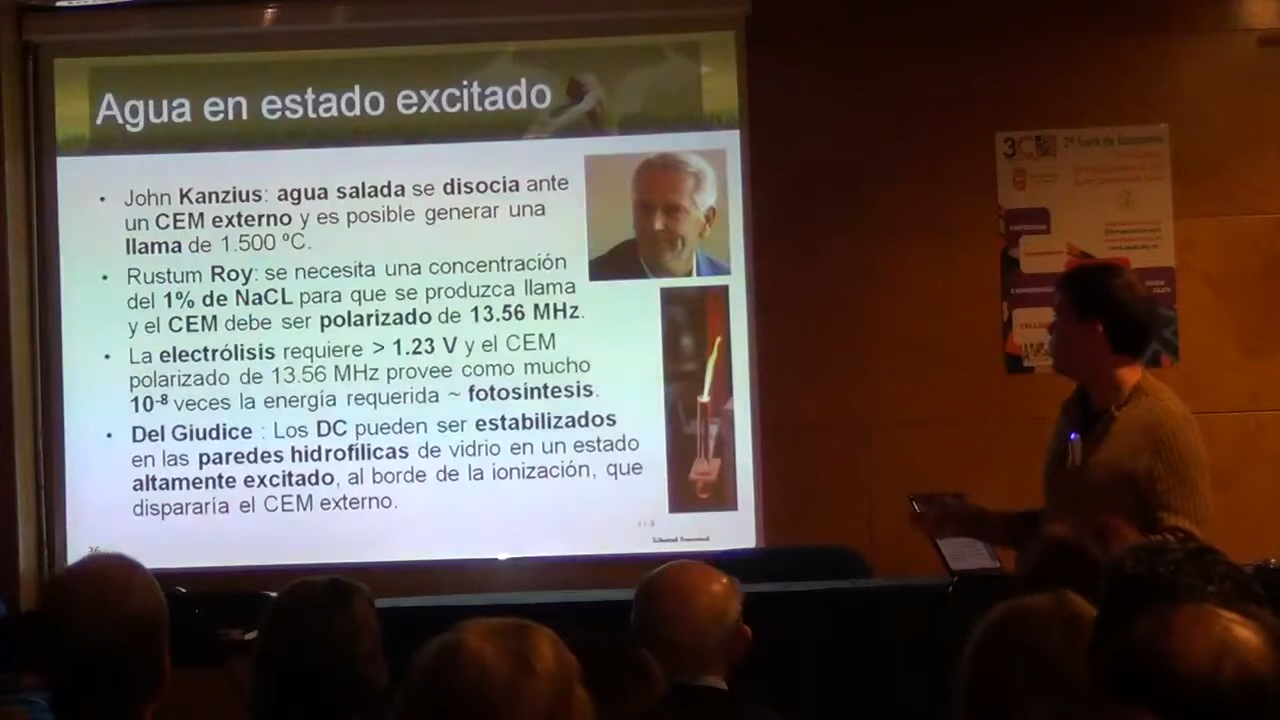 Agua en estado excitado
• John Kanzius: agua salada se disocia ante
un CEM externo y es posible generar una
llama de 1.500 ºC.
• Rustum Roy: se necesita una concentración
del 1% de NaCL para que se produzca llama
y el CEM debe ser polarizado de 13.56 MHz.
• La electrólisis requiere > 1.23 V y el CEM
polarizado de 13.56 MHz provee como mucho
10⁻⁸ veces la energía requerida ~ fotosíntesis.
• Del Giudice : Los DC pueden ser estabilizados
en las paredes hidrofílicas de vidrio en un estado
altamente excitado, al borde de la ionización, que
dispararía el CEM externo.
36
3C